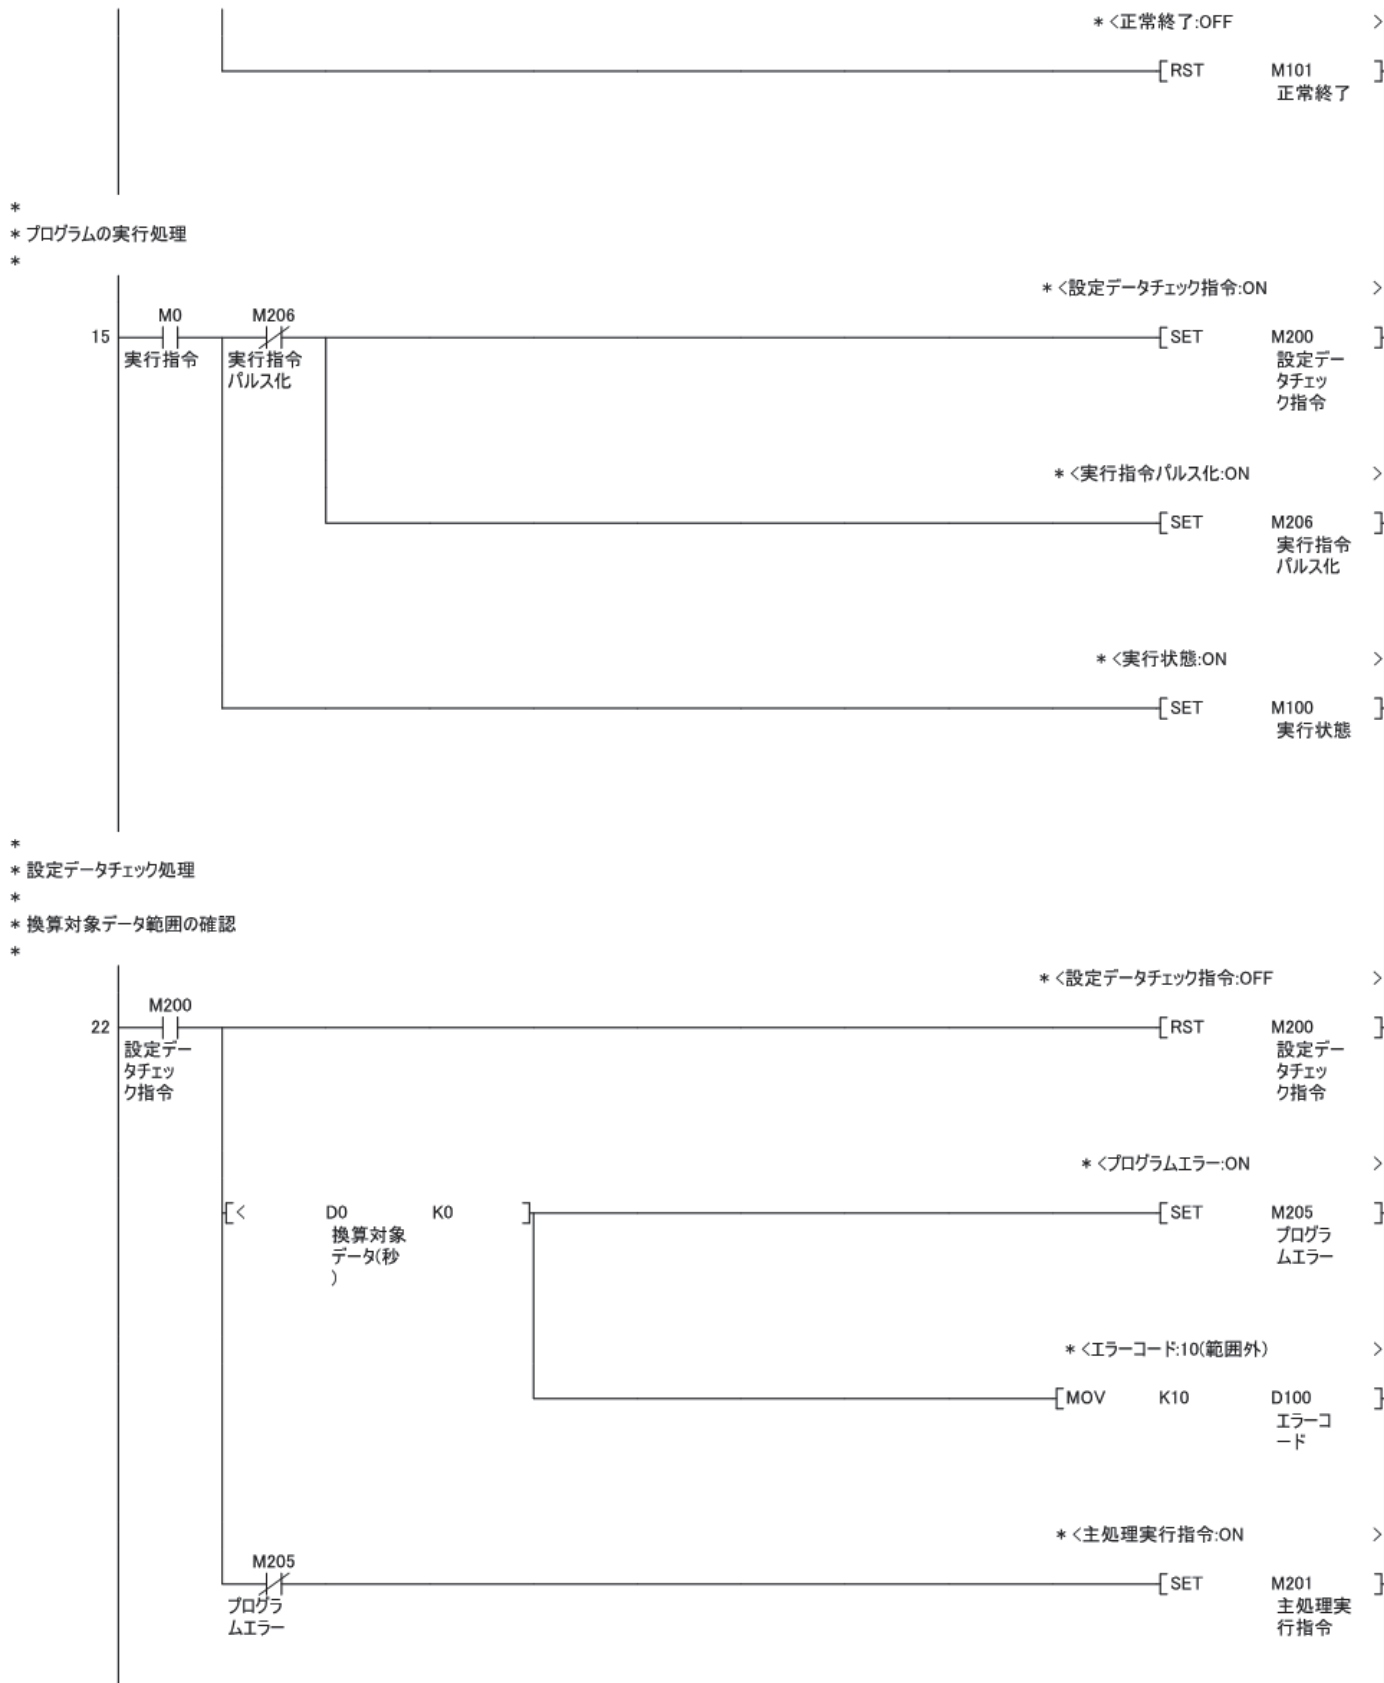 * <正常終了:OFF >
[RST M101 ]
正常終了
*
* プログラムの実行処理
*
* <設定データチェック指令:ON >
M0 M206
15 [SET M200 ]
実行指令 実行指令 設定デー
パルス化 タチェッ
ク指令
* <実行指令パルス化:ON >
[SET M206 ]
実行指令
パルス化
* <実行状態:ON >
[SET M100 ]
実行状態
*
* 設定データチェック処理
*
* 換算対象データ範囲の確認
*
* <設定データチェック指令:OFF >
M200
22 [RST M200 ]
設定デー 設定デー
タチェッ タチェッ
ク指令 ク指令
* <プログラムエラー:ON >
[< D0 K0 ] [SET M205 ]
換算対象 プログラ
データ(秒 ムエラー
)
* <エラーコード:10(範囲外) >
[MOV K10 D100 ]
エラーコ
ード
* <主処理実行指令:ON >
M205
[SET M201 ]
プログラ 主処理実
ムエラー 行指令